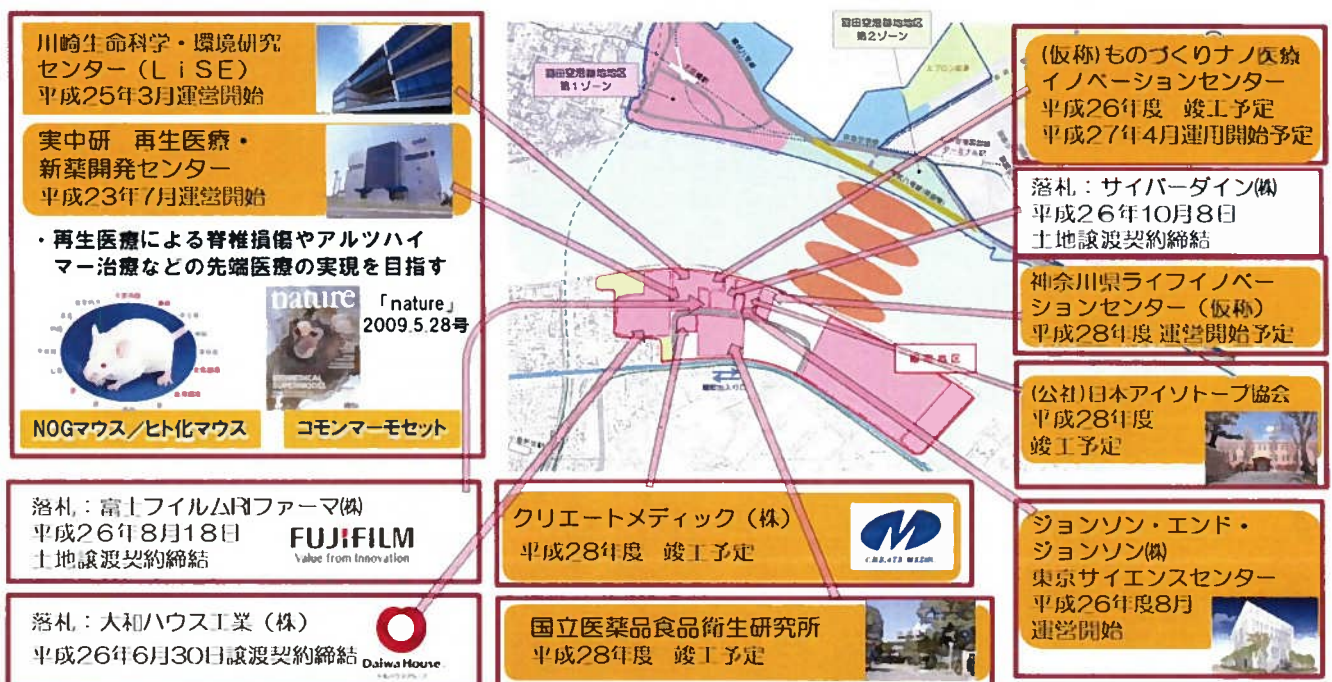 川崎生命科学・環境研究
センター（ＬｉＳＥ）
平成25年3月運営開始
実中研　再生医療・
新薬開発センター
平成23年7月運営開始
・再生医療による脊椎損傷やアルツハイ
マー治療などの先端医療の実現を目指す
nature
「nature」
2009.5.28号
NOGマウス／ヒト化マウス
コモンマーモセット
落札：富士フイルムRIファーマ㈱
平成26年8月18日
土地譲渡契約締結
FUJIFILM
Value from Innovation
落札：大和ハウス工業（株）
平成26年6月30日譲渡契約締結
Daiwa House
第1ゾーン
第2ゾーン
クリエートメディック（株）
平成28年度　竣工予定
CREATE MEDIC
国立医薬品食品衛生研究所
平成28年度　竣工予定
(仮称)ものづくりナノ医療
イノベーションセンター
平成26年度　竣工予定
平成27年4月運用開始予定
落札：サイバーダイン㈱
平成26年10月8日
土地譲渡契約締結
神奈川県ライフイノベー
ションセンター（仮称）
平成28年度 運営開始予定
(公社)日本アイソトープ協会
平成28年度
竣工予定
ジョンソン・エンド・
ジョンソン㈱
東京サイエンスセンター
平成26年度8月
運営開始